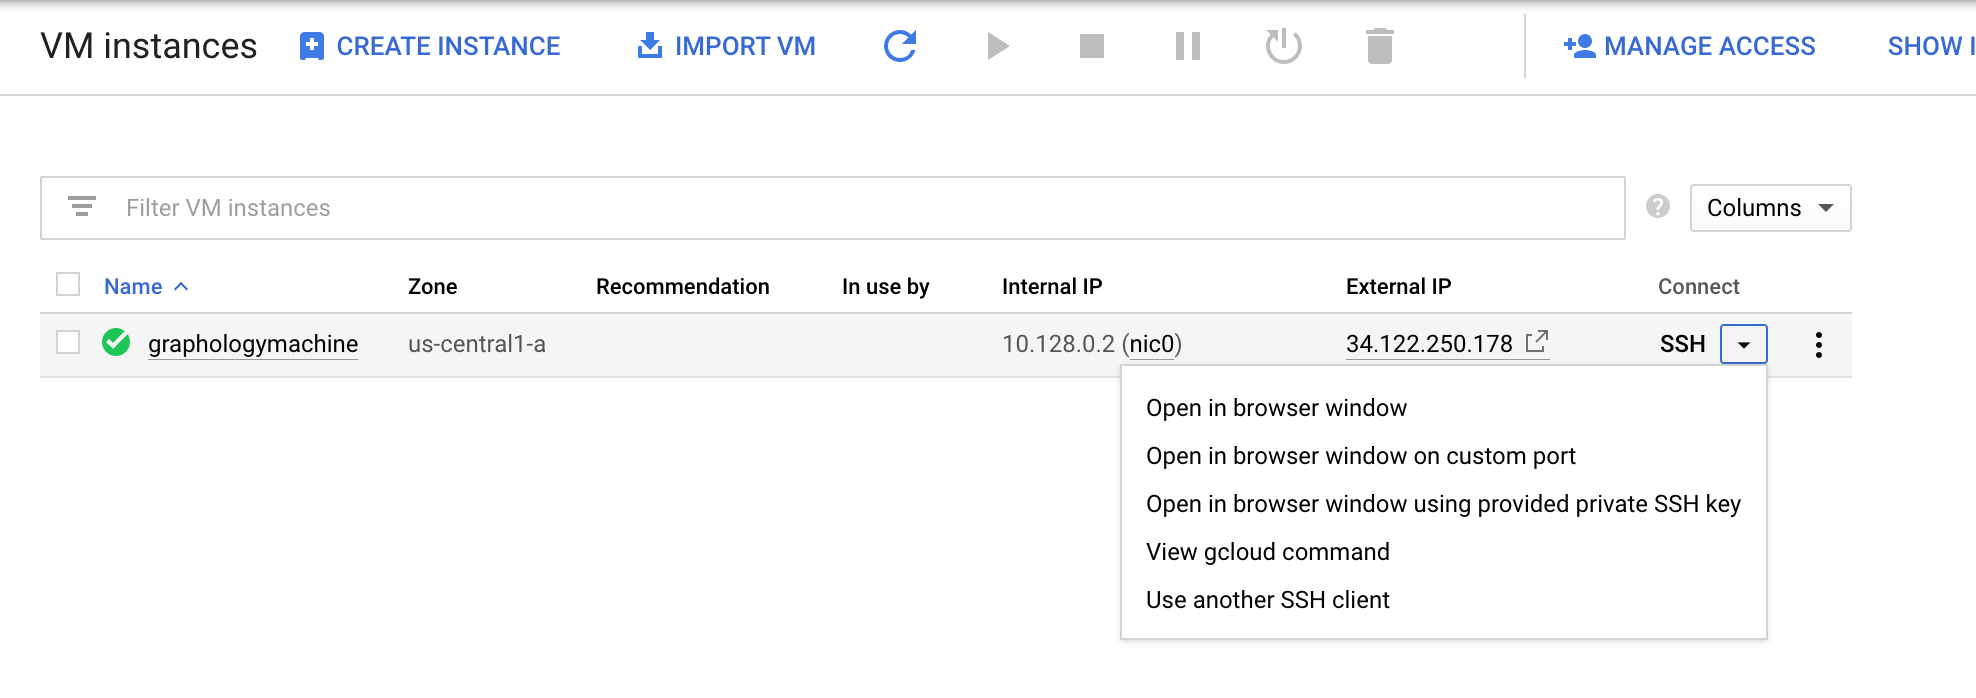 VM instances CREATE INSTANCE IMPORT VM MANAGE ACCESS SHOW I
Filter VM instances ? Columns
Name Zone Recommendation In use by Internal IP External IP Connect
graphologymachine us-central1-a 10.128.0.2 (nic0) 34.122.250.178 SSH
Open in browser window
Open in browser window on custom port
Open in browser window using provided private SSH key
View gcloud command
Use another SSH client